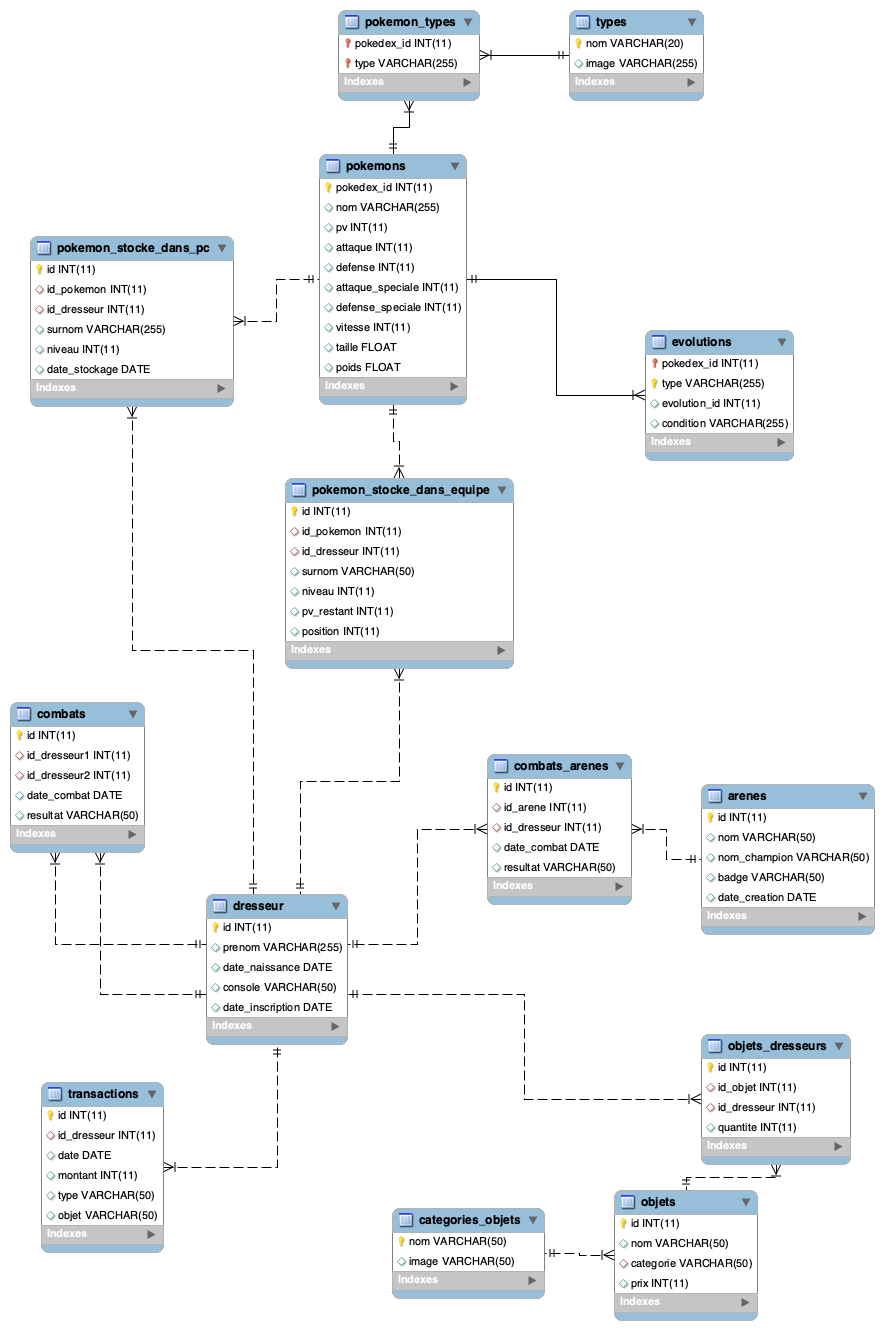 pokemon_types
pokedex_id INT(11)
type VARCHAR(255)
Indexes
types
nom VARCHAR(20)
image VARCHAR(255)
Indexes
pokemons
pokedex_id INT(11)
nom VARCHAR(255)
pv INT(11)
attaque INT(11)
defense INT(11)
attaque_speciale INT(11)
defense_speciale INT(11)
vitesse INT(11)
taille FLOAT
poids FLOAT
Indexes
pokemon_stocke_dans_pc
id INT(11)
id_pokemon INT(11)
id_dresseur INT(11)
surnom VARCHAR(255)
niveau INT(11)
date_stockage DATE
Indexes
evolutions
pokedex_id INT(11)
type VARCHAR(255)
evolution_id INT(11)
condition VARCHAR(255)
Indexes
pokemon_stocke_dans_equipe
id INT(11)
id_pokemon INT(11)
id_dresseur INT(11)
surnom VARCHAR(50)
niveau INT(11)
pv_restant INT(11)
position INT(11)
Indexes
combats
id INT(11)
id_dresseur1 INT(11)
id_dresseur2 INT(11)
date_combat DATE
resultat VARCHAR(50)
Indexes
combats_arenes
id INT(11)
id_arene INT(11)
id_dresseur INT(11)
date_combat DATE
resultat VARCHAR(50)
Indexes
arenes
id INT(11)
nom VARCHAR(50)
nom_champion VARCHAR(50)
badge VARCHAR(50)
date_creation DATE
Indexes
dresseur
id INT(11)
prenom VARCHAR(255)
date_naissance DATE
console VARCHAR(50)
date_inscription DATE
Indexes
objets_dresseurs
id INT(11)
id_objet INT(11)
id_dresseur INT(11)
quantite INT(11)
Indexes
transactions
id INT(11)
id_dresseur INT(11)
date DATE
montant INT(11)
type VARCHAR(50)
objet VARCHAR(50)
Indexes
categories_objets
nom VARCHAR(50)
image VARCHAR(50)
Indexes
objets
id INT(11)
nom VARCHAR(50)
categorie VARCHAR(50)
prix INT(11)
Indexes